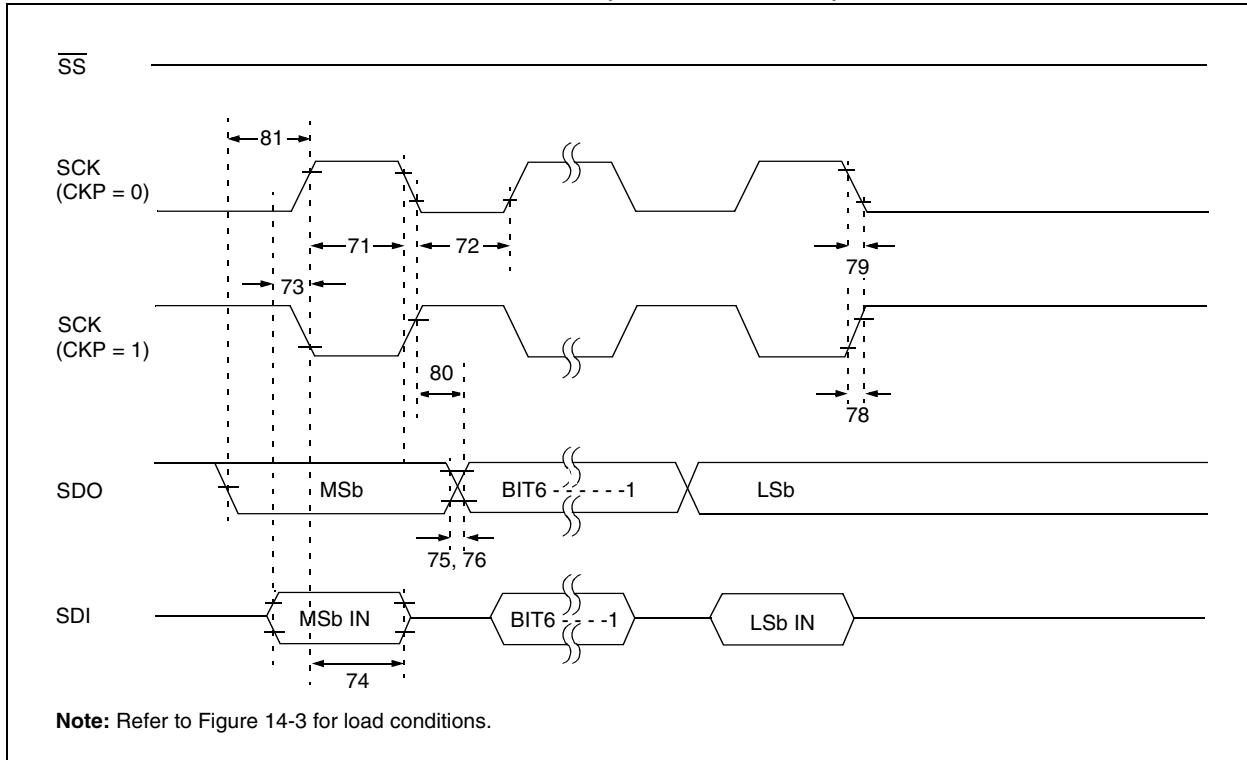 SS
81
SCK
(CKP = 0)
71
72
79
73
SCK
(CKP = 1)
80
78
SDO
MSb
BIT6 - - - - - -1
LSb
75, 76
SDI
MSb IN
BIT6 - - - -1
LSb IN
74
Note: Refer to Figure 14-3 for load conditions.